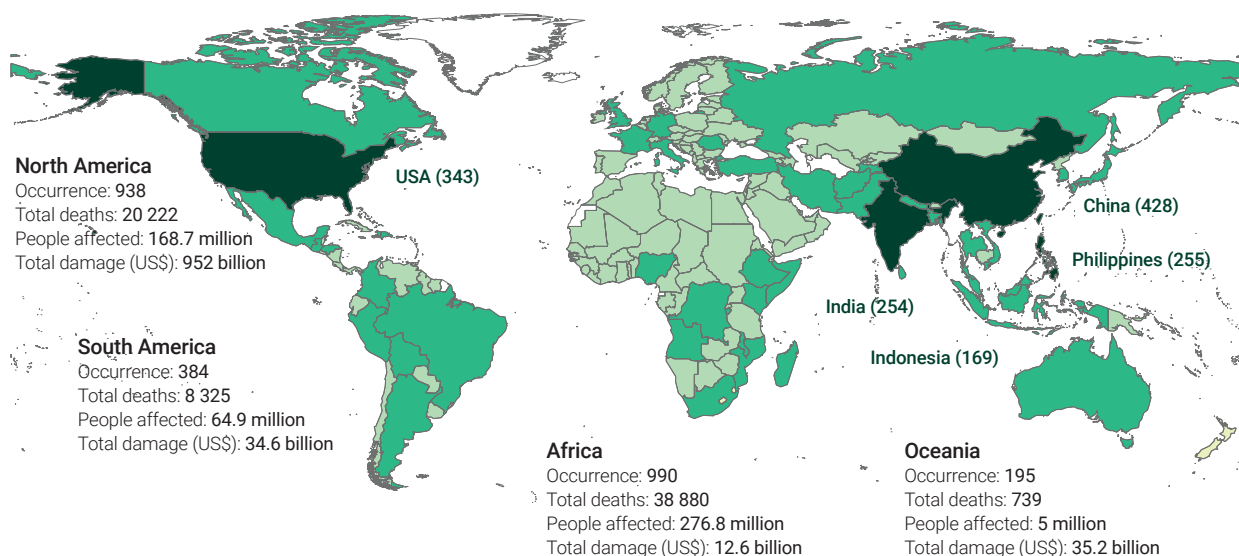 North America
Occurrence: 938
Total deaths: 20 222
People affected: 168.7 million
Total damage (US$): 952 billion
USA (343)
China (428)
Philippines (255)
India (254)
Indonesia (169)
South America
Occurrence: 384
Total deaths: 8 325
People affected: 64.9 million
Total damage (US$): 34.6 billion
Africa
Occurrence: 990
Total deaths: 38 880
People affected: 276.8 million
Total damage (US$): 12.6 billion
Oceania
Occurrence: 195
Total deaths: 739
People affected: 5 million
Total damage (US$): 35.2 billion